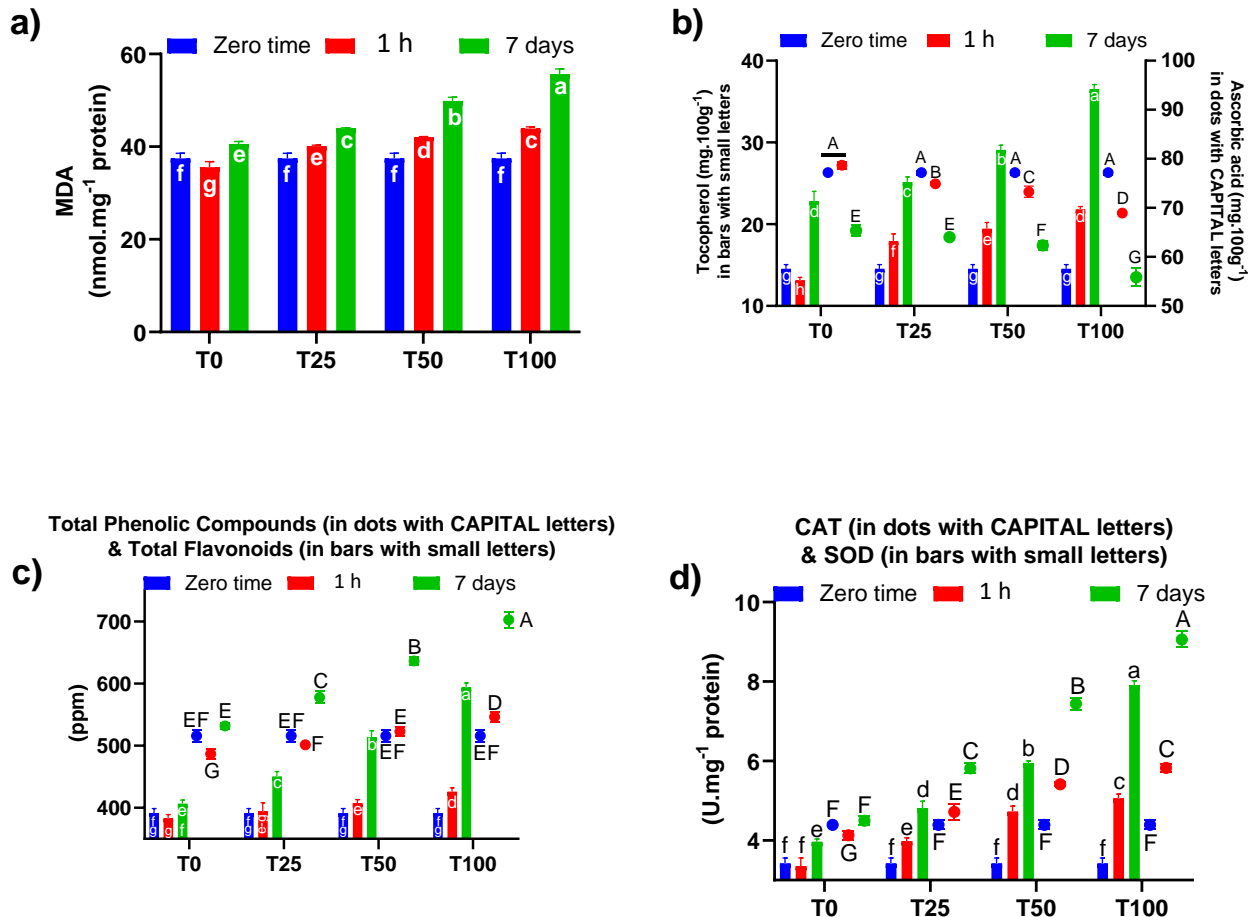 a)
Zero time 1 h 7 days
MDA
(nmol.mg-1 protein)
60
40
20
0
f g e f e c f d b f c a
T0 T25 T50 T100
b)
Zero time 1 h 7 days
Tocopherol (mg.100g-1)
in bars with small letters
40
30
20
10
Ascorbic acid (mg.100g-1)
in dots with CAPITAL letters
100
90
80
70
60
50
A E A B E A C F A D G
g h d g f c g e b g d a
T0 T25 T50 T100
Total Phenolic Compounds (in dots with CAPITAL letters)
& Total Flavonoids (in bars with small letters)
c)
Zero time 1 h 7 days
(ppm)
700
600
500
400
EF G E EF F C EF E B EF D A
fg g ef fg c fg e b fg d a
T0 T25 T50 T100
CAT (in dots with CAPITAL letters)
& SOD (in bars with small letters)
d)
Zero time 1 h 7 days
(U.mg-1 protein)
10
8
6
4
F G F F E C F D B F C A
f f e f e d f d b f c a
T0 T25 T50 T100